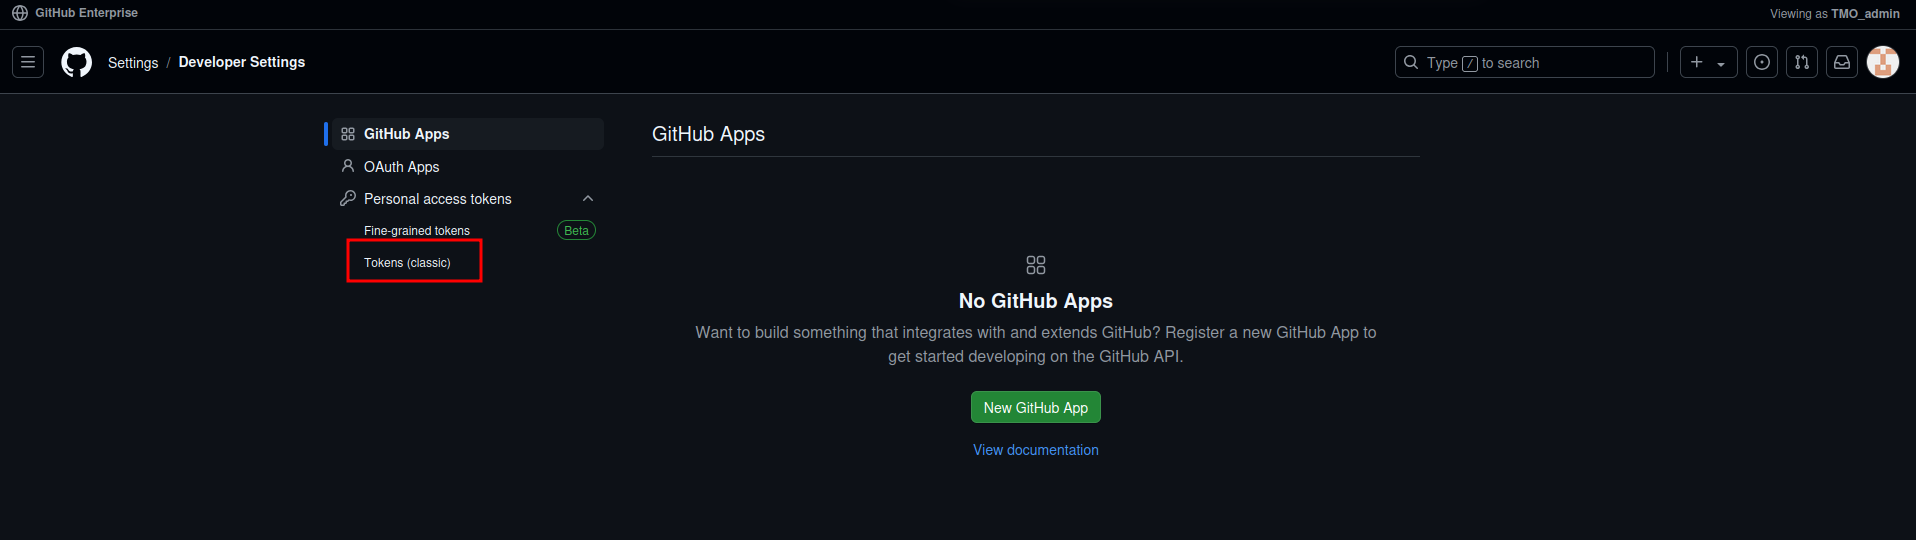 GitHub Enterprise
Viewing as TMO_admin
Settings / Developer Settings
Type / to search
GitHub Apps
OAuth Apps
Personal access tokens
Fine-grained tokens Beta
Tokens (classic)
GitHub Apps
No GitHub Apps
Want to build something that integrates with and extends GitHub? Register a new GitHub App to
get started developing on the GitHub API.
New GitHub App
View documentation